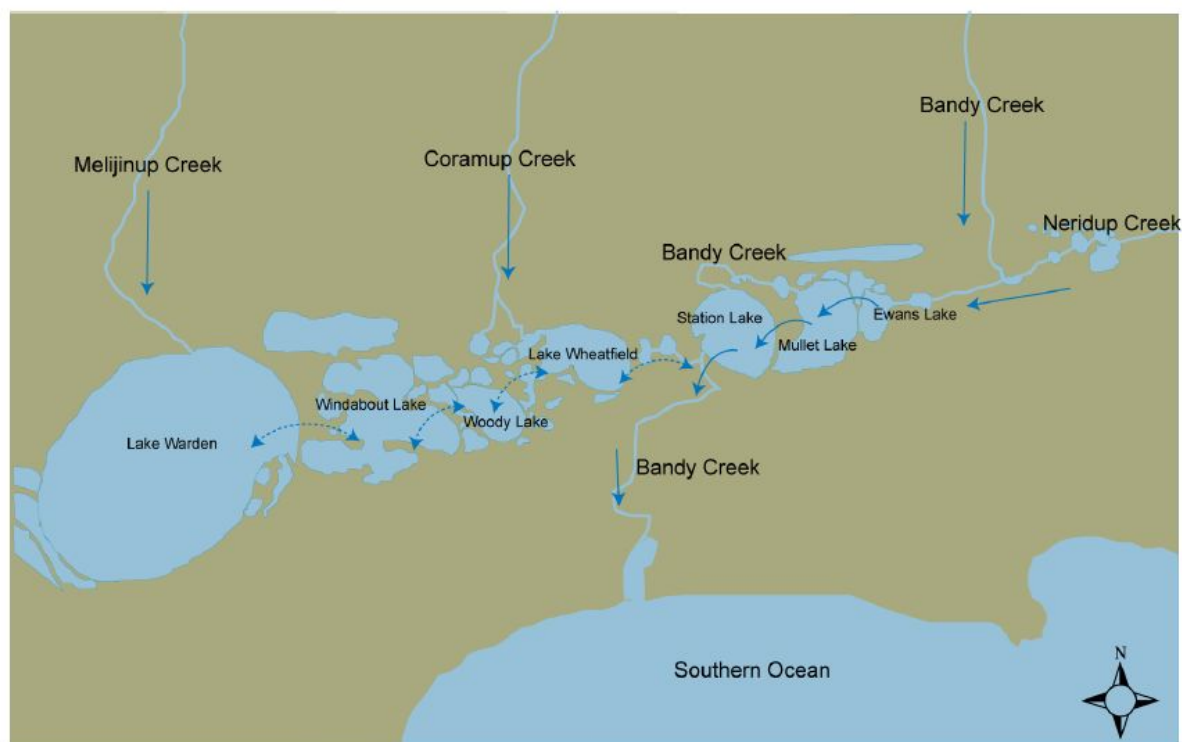 Bandy Creek
Melijinup Creek
Coramup Creek
Neridup Creek
Bandy Creek
Ewans Lake
Station Lake
Mullet Lake
Lake Wheatfield
Windabout Lake
Woody Lake
Lake Warden
Bandy Creek
N
Southern Ocean